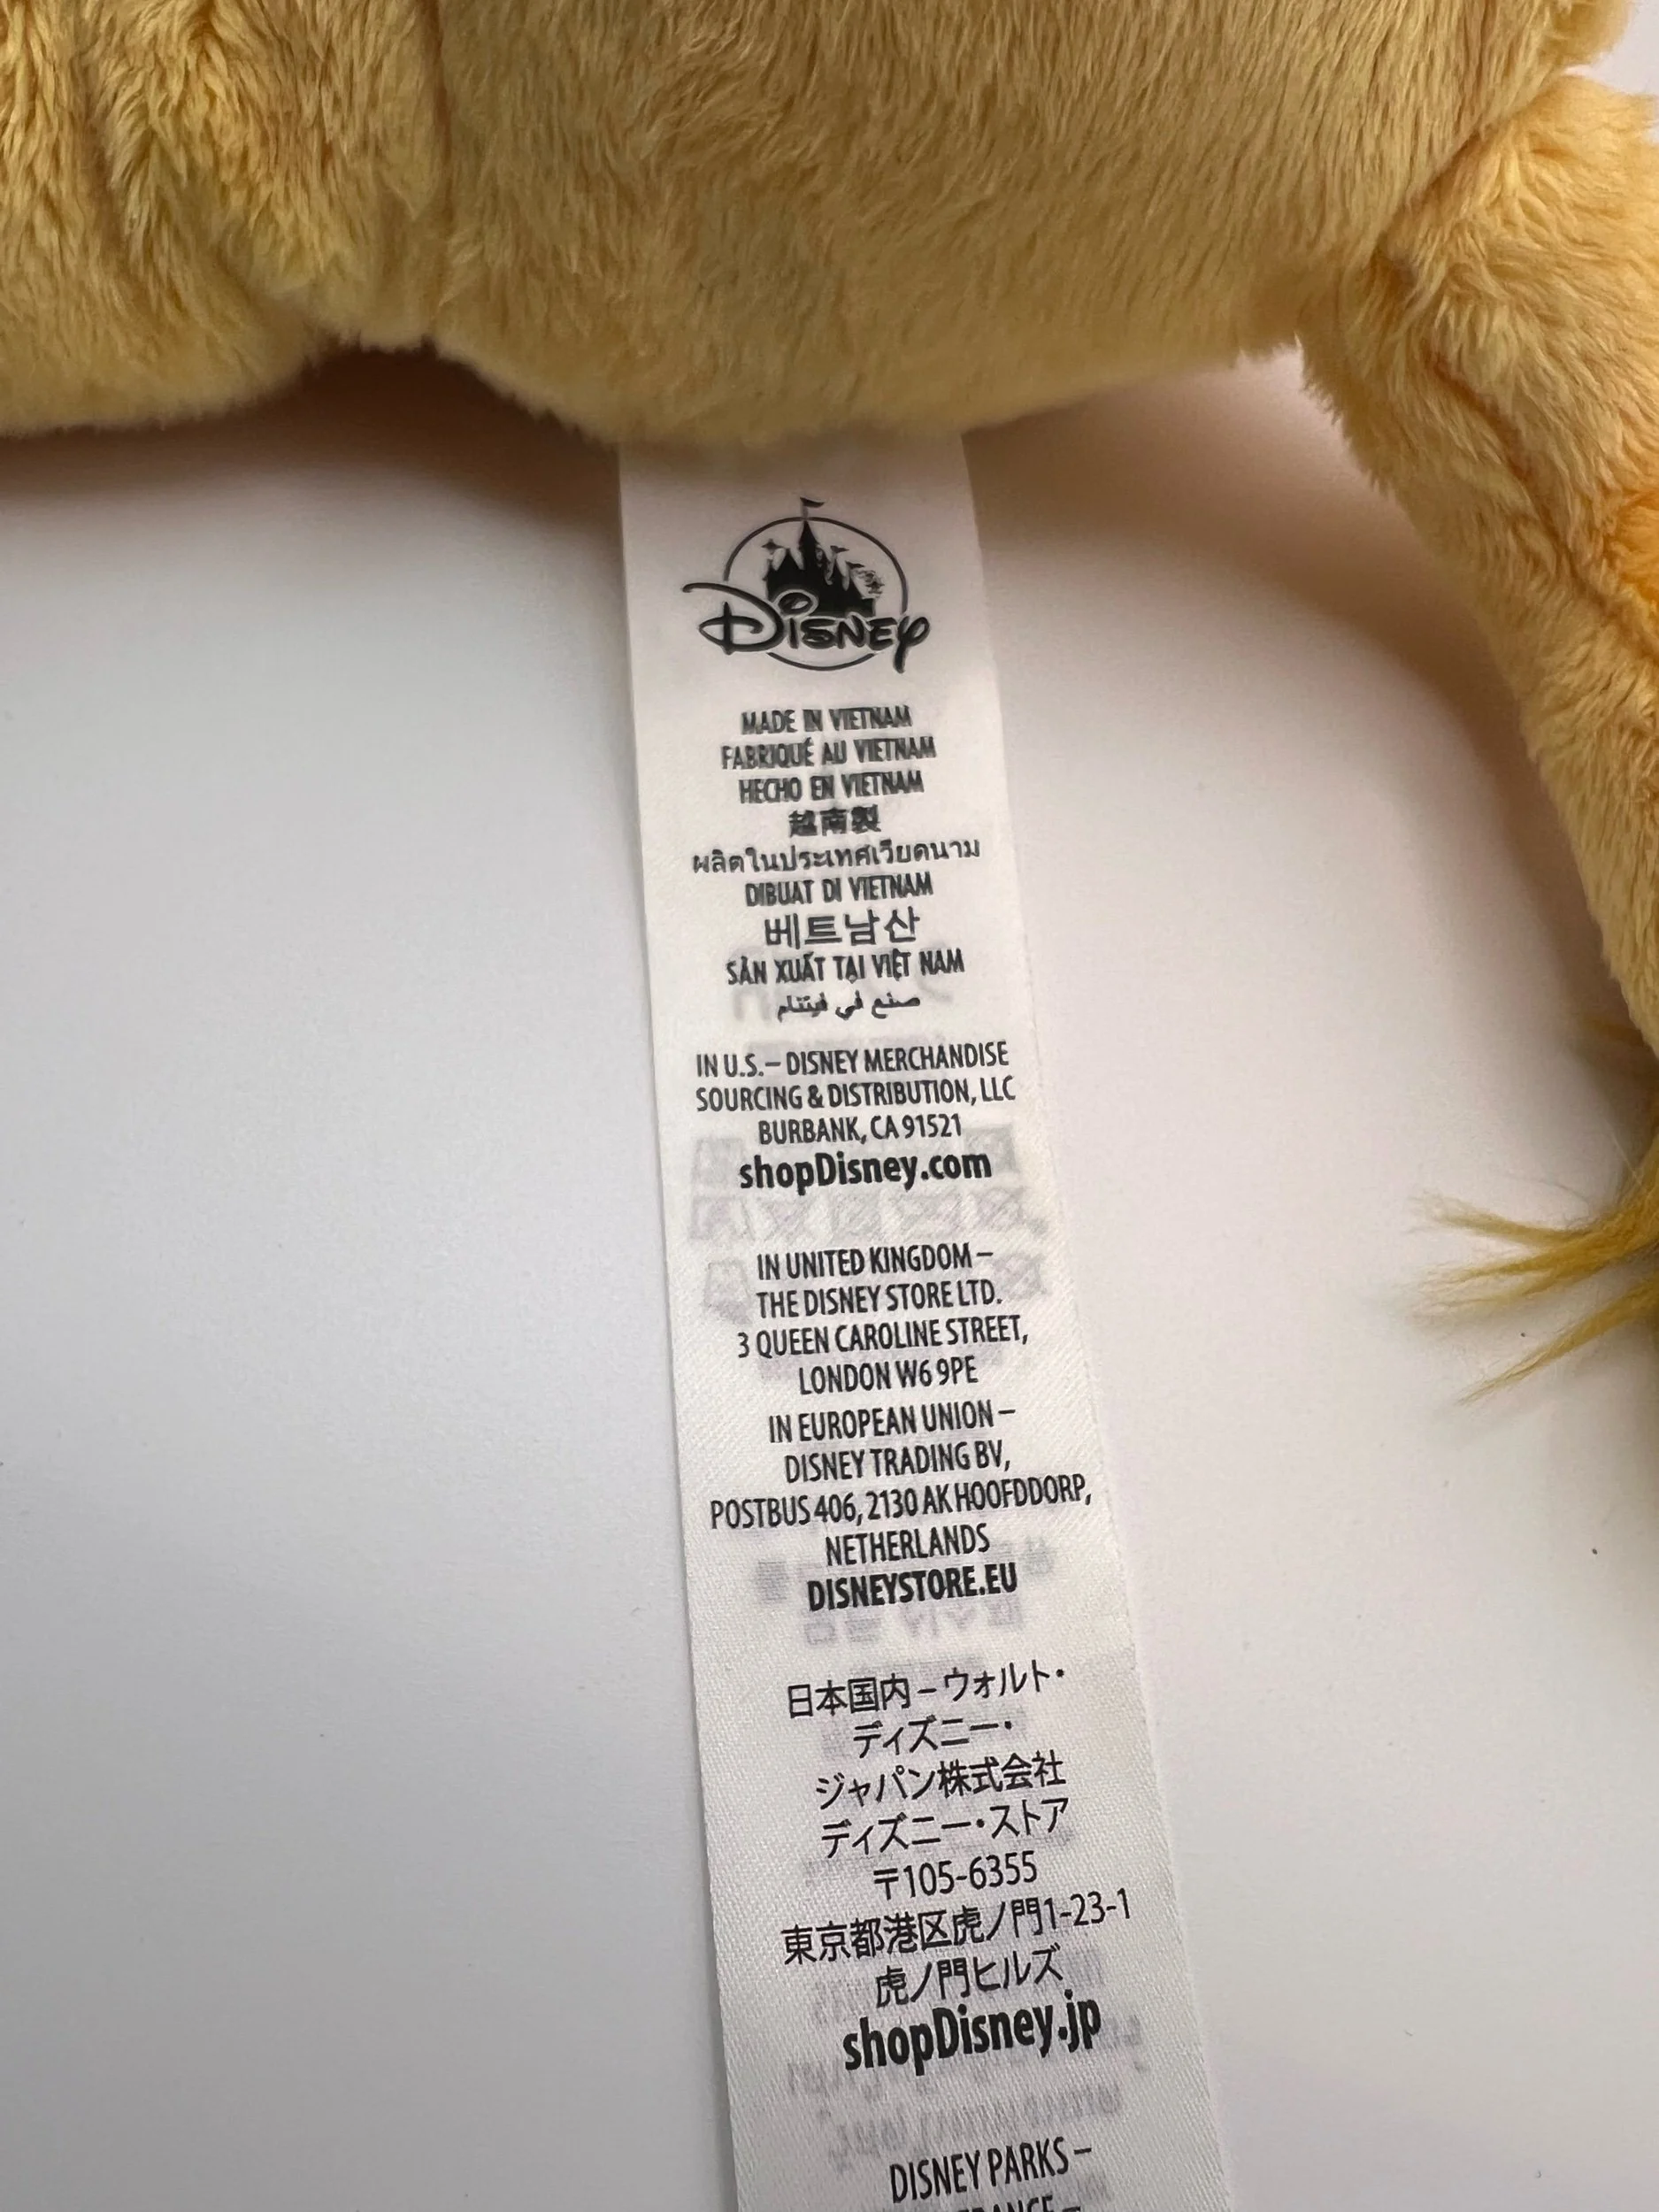 Disney
MADE IN VIETNAM
FABRIQUÉ AU VIETNAM
HECHO EN VIETNAM
越南製
ผลิตในประเทศเวียดนาม
DIBUAT DI VIETNAM
베트남산
SẢN XUẤT TẠI VIỆT NAM
صنع في فيتنام
IN U.S.– DISNEY MERCHANDISE
SOURCING & DISTRIBUTION, LLC
BURBANK, CA 91521
shopDisney.com
IN UNITED KINGDOM –
THE DISNEY STORE LTD.
3 QUEEN CAROLINE STREET,
LONDON W6 9PE
IN EUROPEAN UNION –
DISNEY TRADING BV,
POSTBUS 406, 2130 AK HOOFDDORP,
NETHERLANDS
DISNEYSTORE.EU
日本国内–ウォルト・
ディズニー・
ジャパン株式会社
ディズニー・ストア
〒105-6355
東京都港区虎ノ門1-23-1
虎ノ門ヒルズ
shopDisney.jp
DISNEY PARKS –